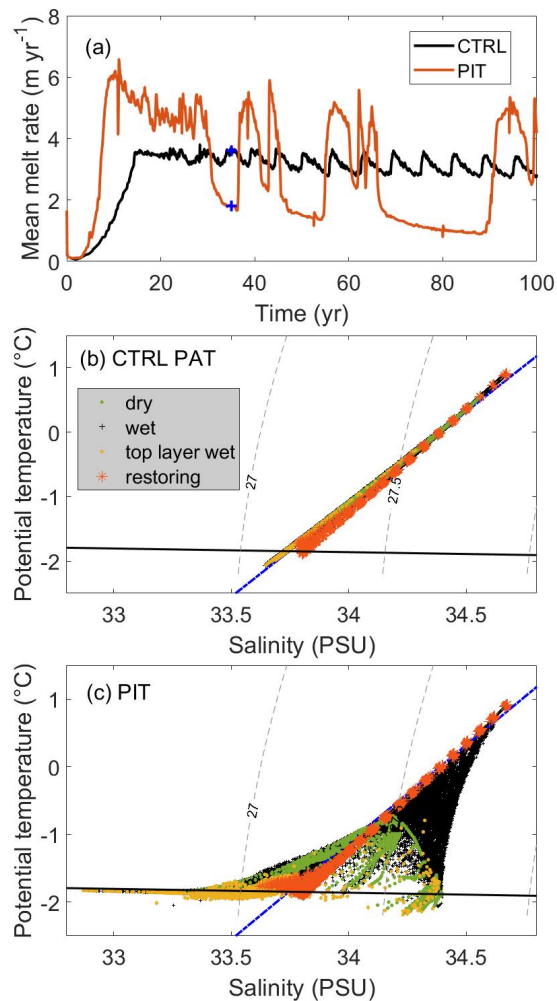 (a)
CTRL
PIT
Mean melt rate (m yr⁻¹)
8
6
4
2
0
0 20 40 60 80 100
Time (yr)
(b) CTRL PAT
dry
wet
top layer wet
restoring
27
27.5
Potential temperature (°C)
1
0
-1
-2
33 33.5 34 34.5
Salinity (PSU)
(c) PIT
27
Potential temperature (°C)
1
0
-1
-2
33 33.5 34 34.5
Salinity (PSU)